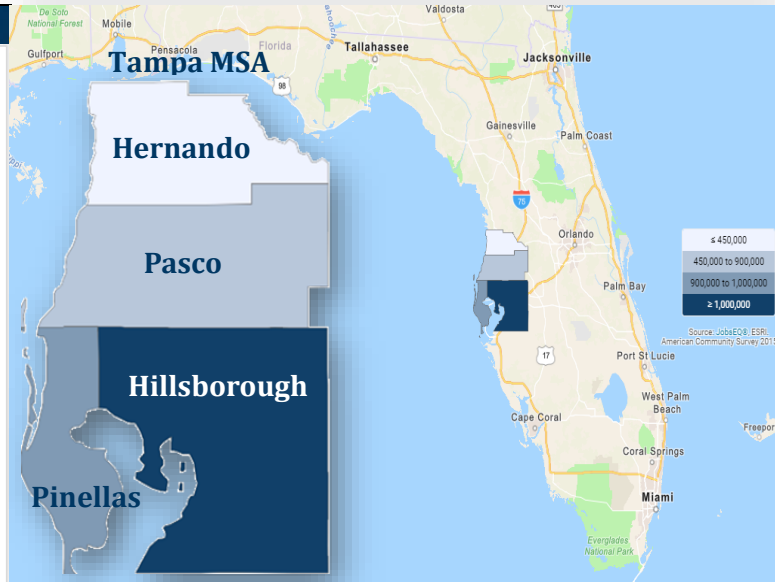 De Soto
National Forest
Mobile
Gulfport
Pensacola
Florida
Tallahassee
Valdosta
Jacksonville
98
Tampa MSA
Hernando
Pasco
Hillsborough
Pinellas
Gainesville
Palm Coast
75
Orlando
≤ 450,000
450,000 to 900,000
900,000 to 1,000,000
≥ 1,000,000
Palm Bay
Source: JobsEQ®, ESRI,
American Community Survey 2015
17
Port St Lucie
West Palm
Beach
Cape Coral
Freeport
Coral Springs
Miami
Everglades
National Park